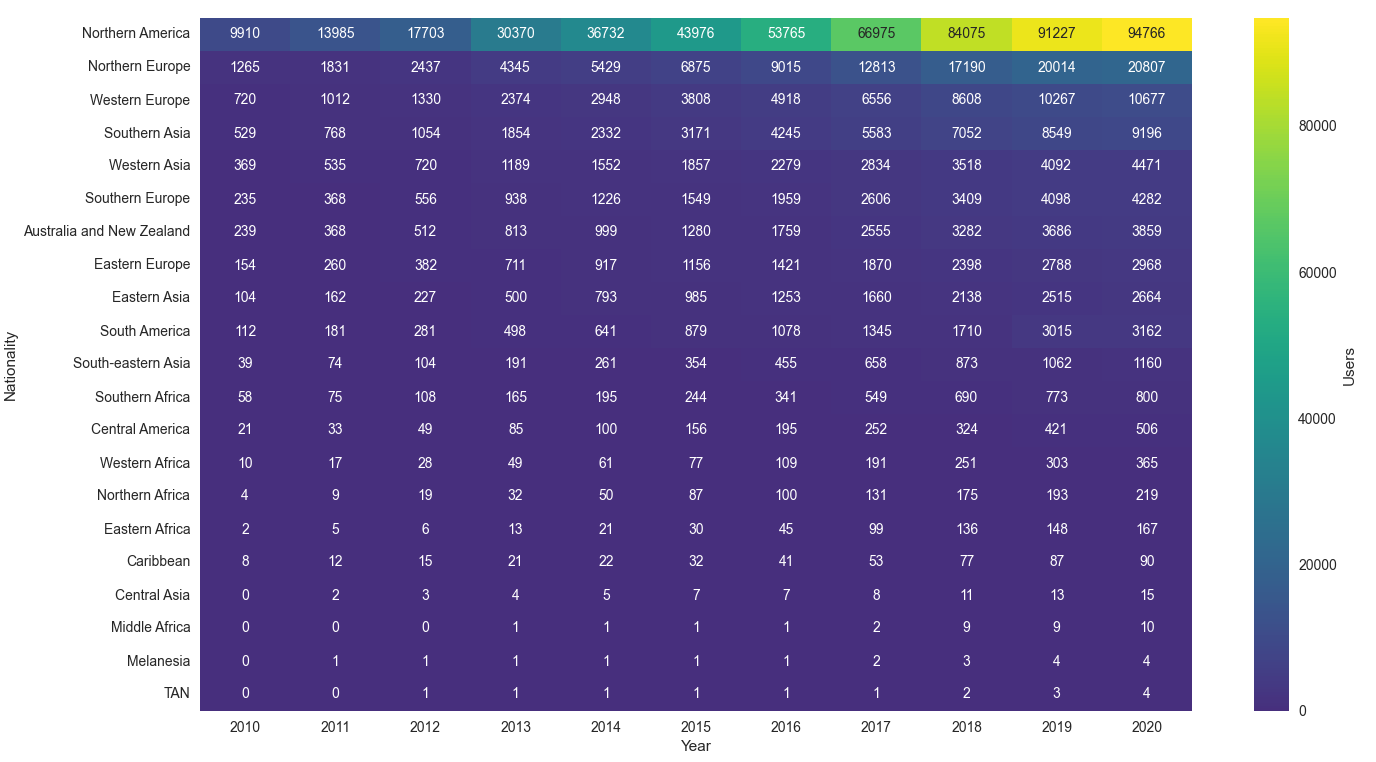 Northern America 9910 13985 17703 30370 36732 43976 53765 66975 84075 91227 94766
Northern Europe 1265 1831 2437 4345 5429 6875 9015 12813 17190 20014 20807
Western Europe 720 1012 1330 2374 2948 3808 4918 6556 8608 10267 10677
Southern Asia 529 768 1054 1854 2332 3171 4245 5583 7052 8549 9196
Western Asia 369 535 720 1189 1552 1857 2279 2834 3518 4092 4471
Southern Europe 235 368 556 938 1226 1549 1959 2606 3409 4098 4282
Australia and New Zealand 239 368 512 813 999 1280 1759 2555 3282 3686 3859
Eastern Europe 154 260 382 711 917 1156 1421 1870 2398 2788 2968
Eastern Asia 104 162 227 500 793 985 1253 1660 2138 2515 2664
South America 112 181 281 498 641 879 1078 1345 1710 3015 3162
South-eastern Asia 39 74 104 191 261 354 455 658 873 1062 1160
Southern Africa 58 75 108 165 195 244 341 549 690 773 800
Central America 21 33 49 85 100 156 195 252 324 421 506
Western Africa 10 17 28 49 61 77 109 191 251 303 365
Northern Africa 4 9 19 32 50 87 100 131 175 193 219
Eastern Africa 2 5 6 13 21 30 45 99 136 148 167
Caribbean 8 12 15 21 22 32 41 53 77 87 90
Central Asia 0 2 3 4 5 7 7 8 11 13 15
Middle Africa 0 0 0 1 1 1 1 2 9 9 10
Melanesia 0 1 1 1 1 1 1 2 3 4 4
TAN 0 0 1 1 1 1 1 1 2 3 4
2010 2011 2012 2013 2014 2015 2016 2017 2018 2019 2020
Year
Nationality
80000
60000
40000
20000
0
Users